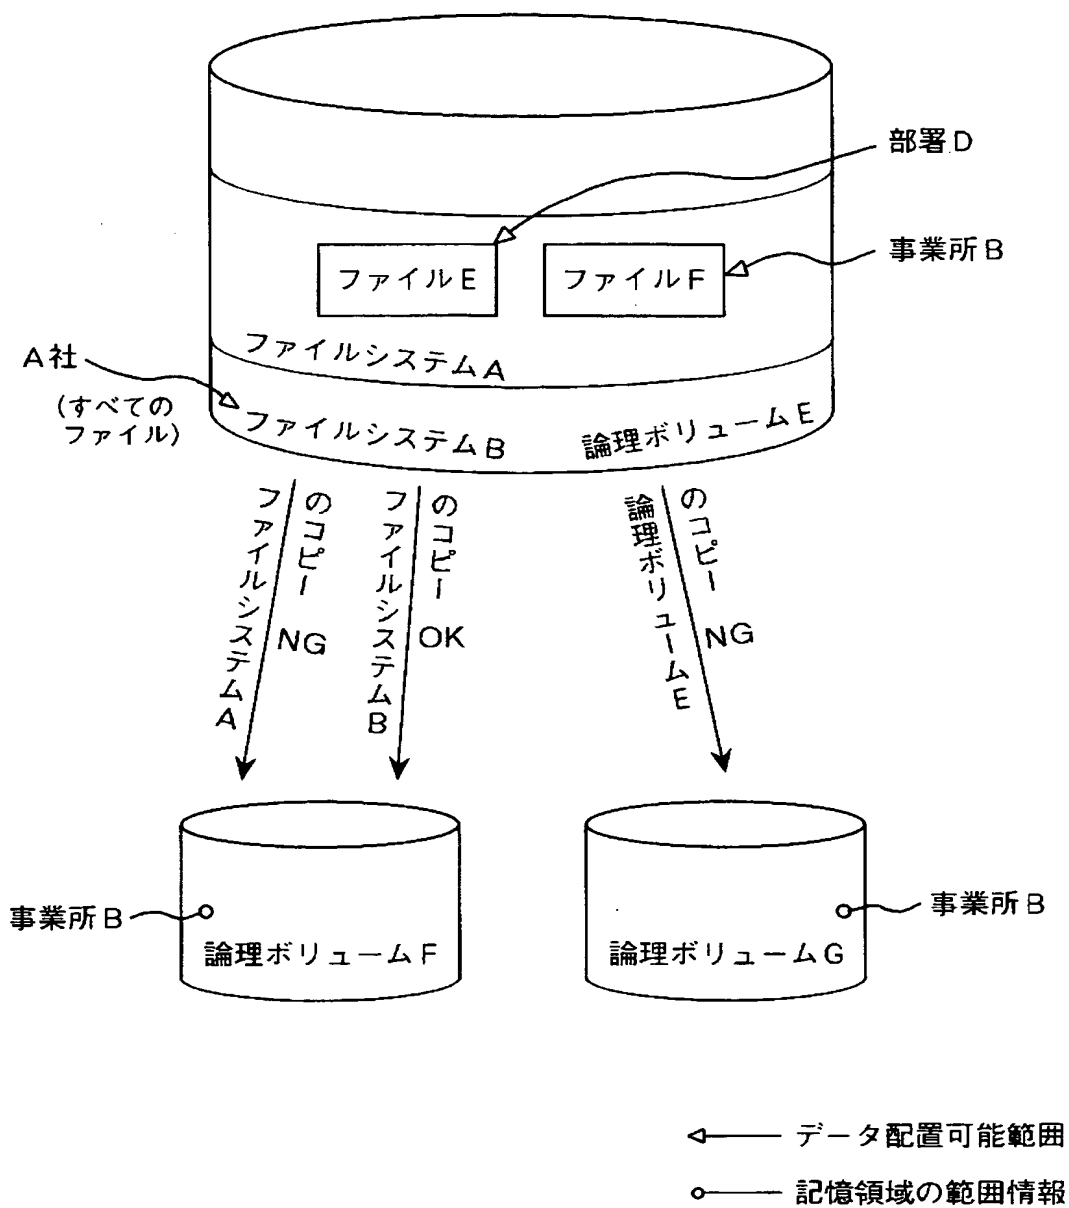 部署D
事業所B
ファイルE
ファイルF
ファイルシステムA
A社
(すべての
ファイル)
ファイルシステムB
論理ボリュームE
ファイルシステムA
のコピー
NG
ファイルシステムB
のコピー
OK
論理ボリュームE
のコピー
NG
事業所B
論理ボリュームF
事業所B
論理ボリュームG
データ配置可能範囲
記憶領域の範囲情報